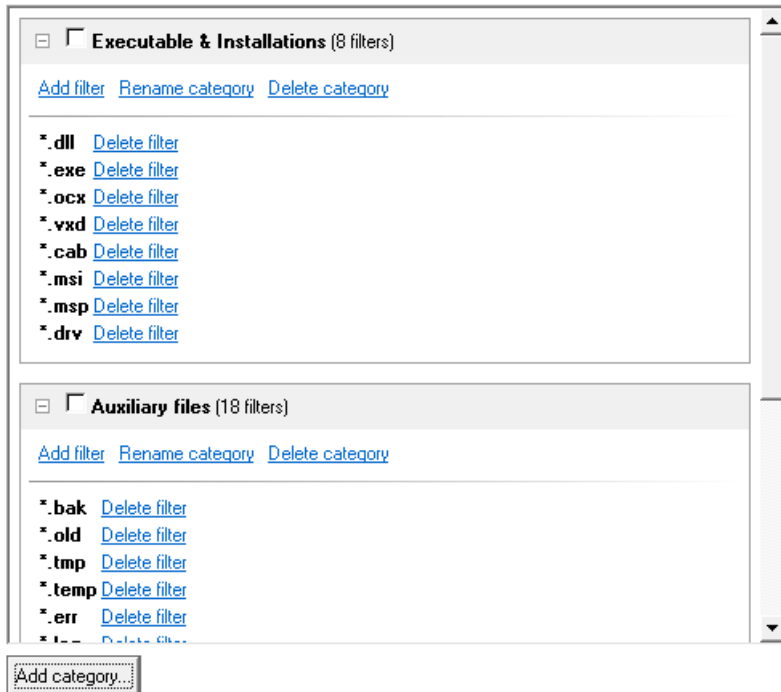 Executable & Installations (8 filters)
Add filter Rename category Delete category
*.dll Delete filter
*.exe Delete filter
*.ocx Delete filter
*.vxd Delete filter
*.cab Delete filter
*.msi Delete filter
*.msp Delete filter
*.drv Delete filter
Auxiliary files (18 filters)
Add filter Rename category Delete category
*.bak Delete filter
*.old Delete filter
*.tmp Delete filter
*.temp Delete filter
*.err Delete filter
Delete filter
Add category...